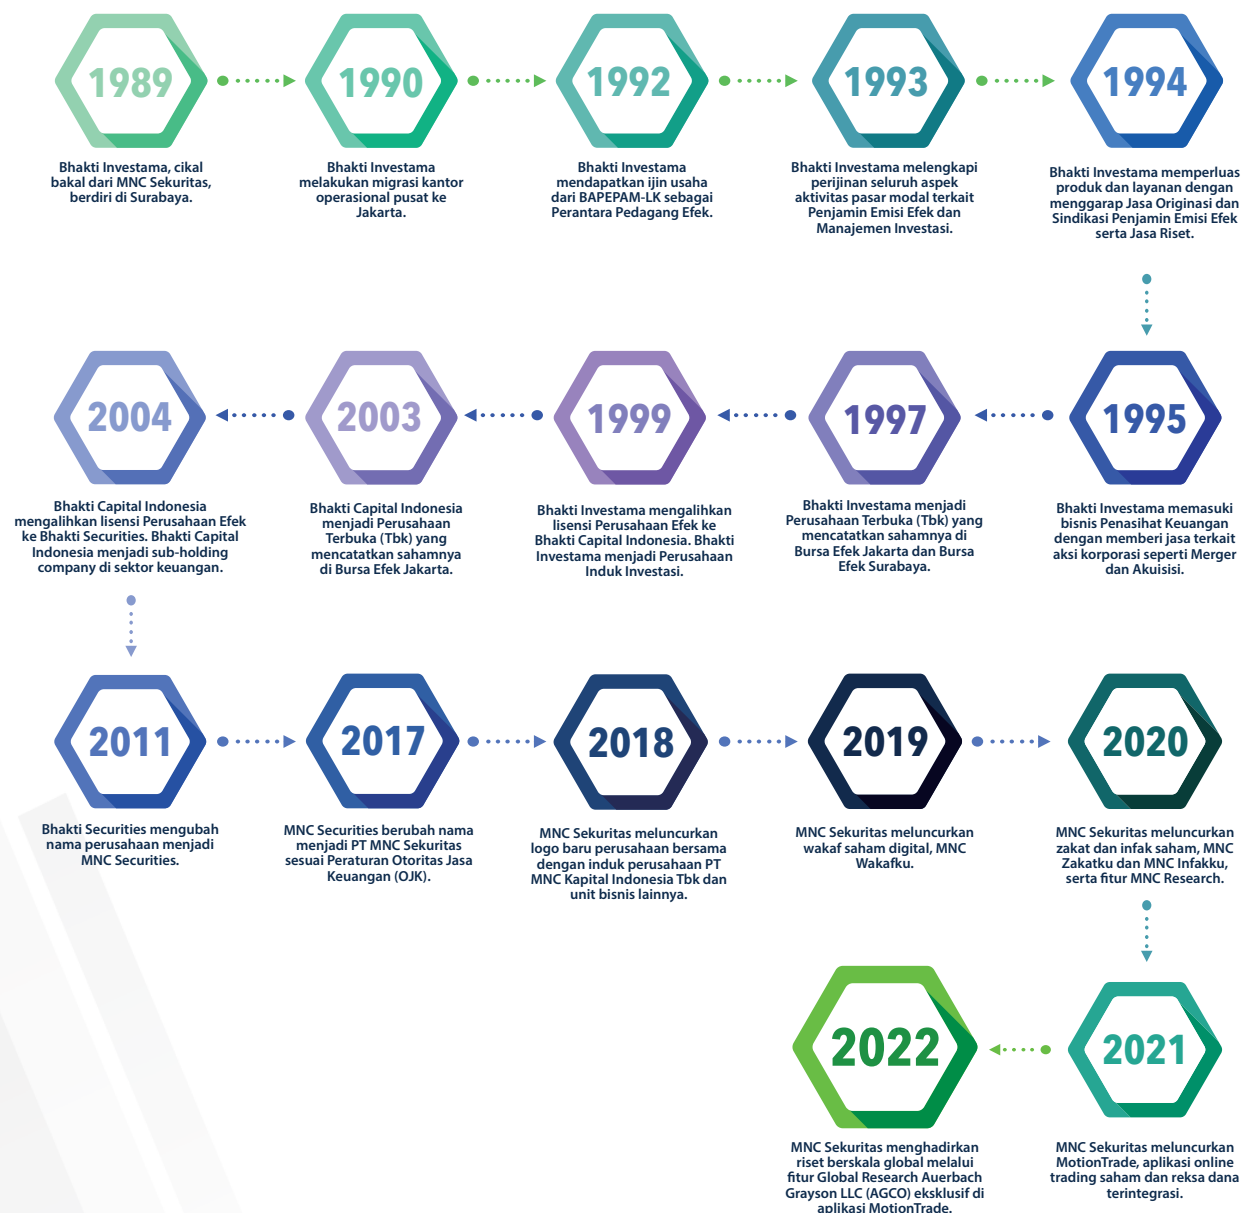 1989
Bhakti Investama, cikal
bakal dari MNC Sekuritas,
berdiri di Surabaya.
1990
Bhakti Investama
melakukan migrasi kantor
operasional pusat ke
Jakarta.
1992
Bhakti Investama
mendapatkan ijin usaha
dari BAPEPAM-LK sebagai
Perantara Pedagang Efek.
1993
Bhakti Investama melengkapi
perijinan seluruh aspek
aktivitas pasar modal terkait
Penjamin Emisi Efek dan
Manajemen Investasi.
1994
Bhakti Investama memperluas
produk dan layanan dengan
menggarap Jasa Originasi dan
Sindikasi Penjamin Emisi Efek
serta Jasa Riset.
1995
Bhakti Investama memasuki
bisnis Penasihat Keuangan
dengan memberi jasa terkait
aksi korporasi seperti Merger
dan Akuisisi.
1997
Bhakti Investama menjadi
Perusahaan Terbuka (Tbk) yang
mencatatkan sahamnya di
Bursa Efek Jakarta dan Bursa
Efek Surabaya.
1999
Bhakti Investama mengalihkan
lisensi Perusahaan Efek ke
Bhakti Capital Indonesia. Bhakti
Investama menjadi Perusahaan
Induk Investasi.
2003
Bhakti Capital Indonesia
menjadi Perusahaan
Terbuka (Tbk) yang
mencatatkan sahamnya
di Bursa Efek Jakarta.
2004
Bhakti Capital Indonesia
mengalihkan lisensi Perusahaan Efek
ke Bhakti Securities. Bhakti Capital
Indonesia menjadi sub-holding
company di sektor keuangan.
2011
Bhakti Securities mengubah
nama perusahaan menjadi
MNC Securities.
2017
MNC Securities berubah nama
menjadi PT MNC Sekuritas
sesuai Peraturan Otoritas Jasa
Keuangan (OJK).
2018
MNC Sekuritas meluncurkan
logo baru perusahaan bersama
dengan induk perusahaan PT
MNC Kapital Indonesia Tbk dan
unit bisnis lainnya.
2019
MNC Sekuritas meluncurkan
wakaf saham digital, MNC
Wakafku.
2020
MNC Sekuritas meluncurkan
zakat dan infak saham, MNC
Zakatku dan MNC Infakku,
serta fitur MNC Research.
2021
MNC Sekuritas meluncurkan
MotionTrade, aplikasi online
trading saham dan reksa dana
terintegrasi.
2022
MNC Sekuritas menghadirkan
riset berskala global melalui
fitur Global Research Auerbach
Grayson LLC (AGCO) eksklusif di
aplikasi MotionTrade.